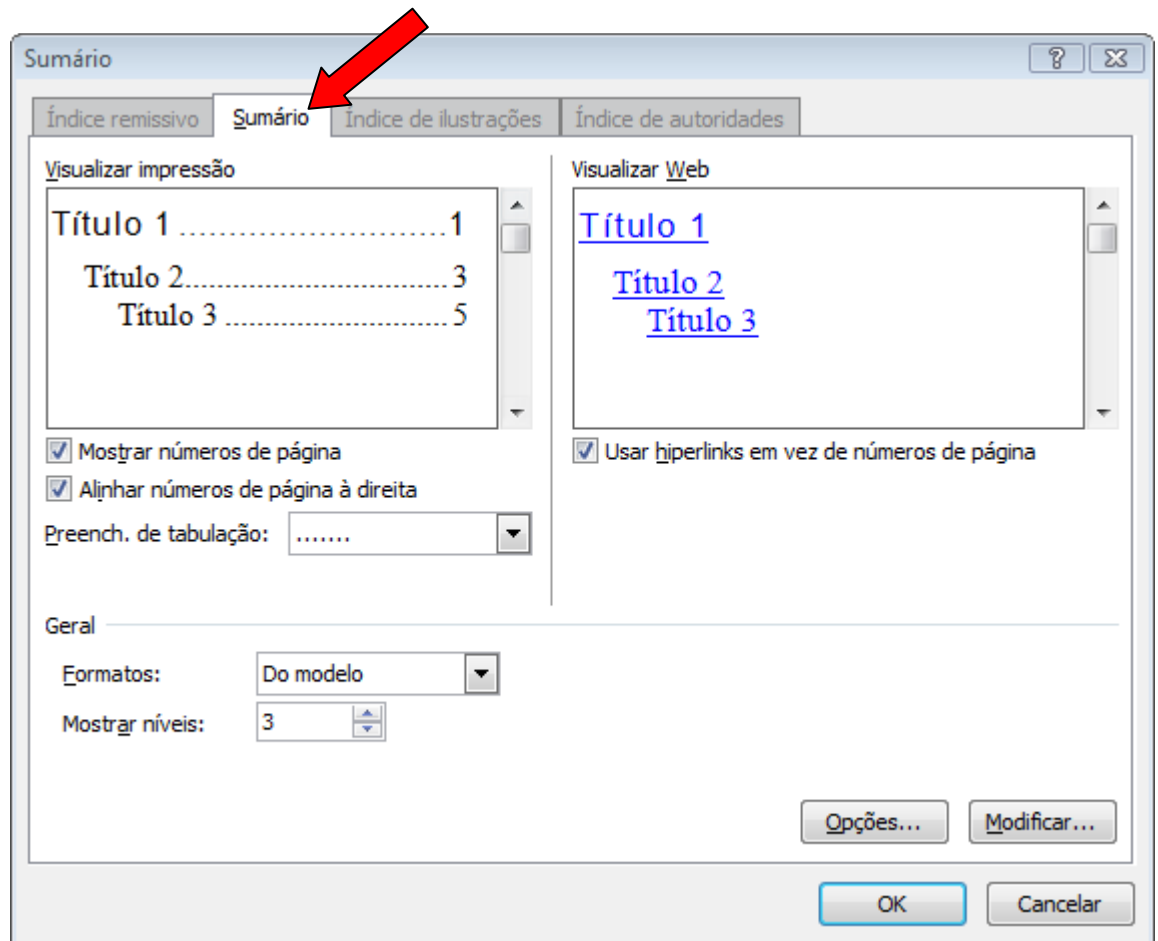 Sumário
Índice remissivo Sumário Índice de ilustrações Índice de autoridades
Visualizar impressão
Título 1.........................1
Título 2..................................3
Título 3.............................5
Mostrar números de página
Alinhar números de página à direita
Preench. de tabulação: .......
Visualizar Web
Título 1
Título 2
Título 3
Usar hiperlinks em vez de números de página
Geral
Formatos: Do modelo
Mostrar níveis: 3
Opções... Modificar...
OK Cancelar